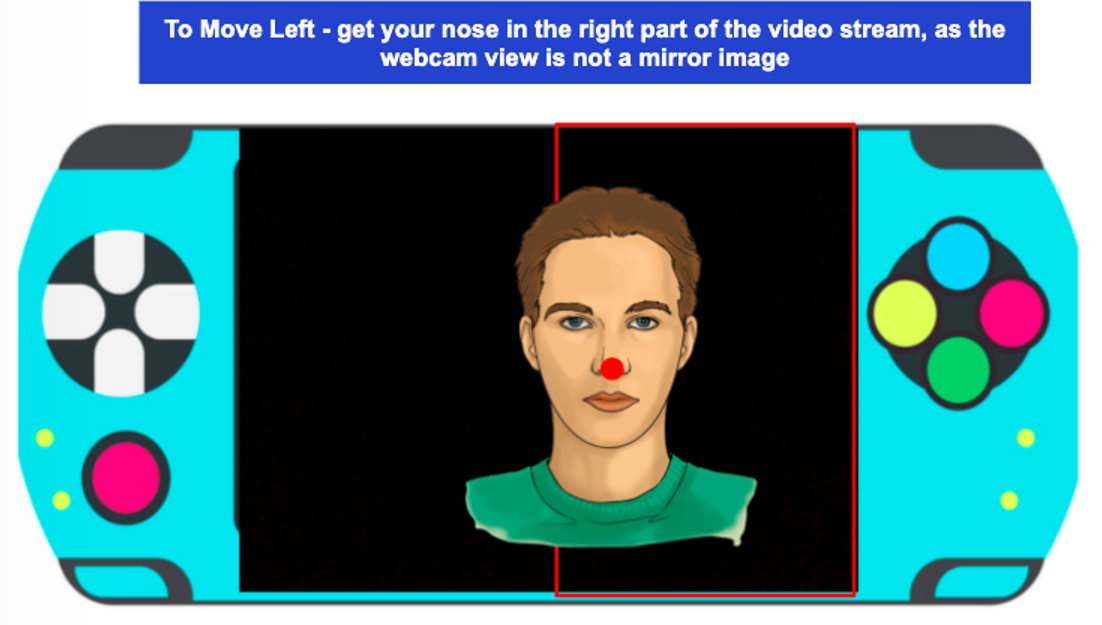 To Move Left - get your nose in the right part of the video stream, as the
webcam view is not a mirror image